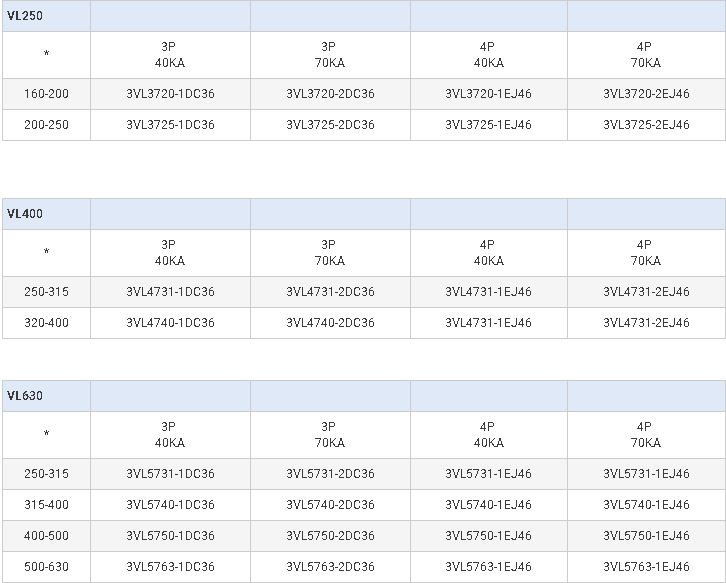 VL250
* 3P 3P 4P 4P
40KA 70KA 40KA 70KA
160-200 3VL3720-1DC36 3VL3720-2DC36 3VL3720-1EJ46 3VL3720-2EJ46
200-250 3VL3725-1DC36 3VL3725-2DC36 3VL3725-1EJ46 3VL3725-2EJ46
VL400
* 3P 3P 4P 4P
40KA 70KA 40KA 70KA
250-315 3VL4731-1DC36 3VL4731-2DC36 3VL4731-1EJ46 3VL4731-2EJ46
320-400 3VL4740-1DC36 3VL4740-2DC36 3VL4731-1EJ46 3VL4731-2EJ46
VL630
* 3P 3P 4P 4P
40KA 70KA 40KA 70KA
250-315 3VL5731-1DC36 3VL5731-2DC36 3VL5731-1EJ46 3VL5731-1EJ46
315-400 3VL5740-1DC36 3VL5740-2DC36 3VL5740-1EJ46 3VL5740-1EJ46
400-500 3VL5750-1DC36 3VL5750-2DC36 3VL5750-1EJ46 3VL5750-1EJ46
500-630 3VL5763-1DC36 3VL5763-2DC36 3VL5763-1EJ46 3VL5763-1EJ46